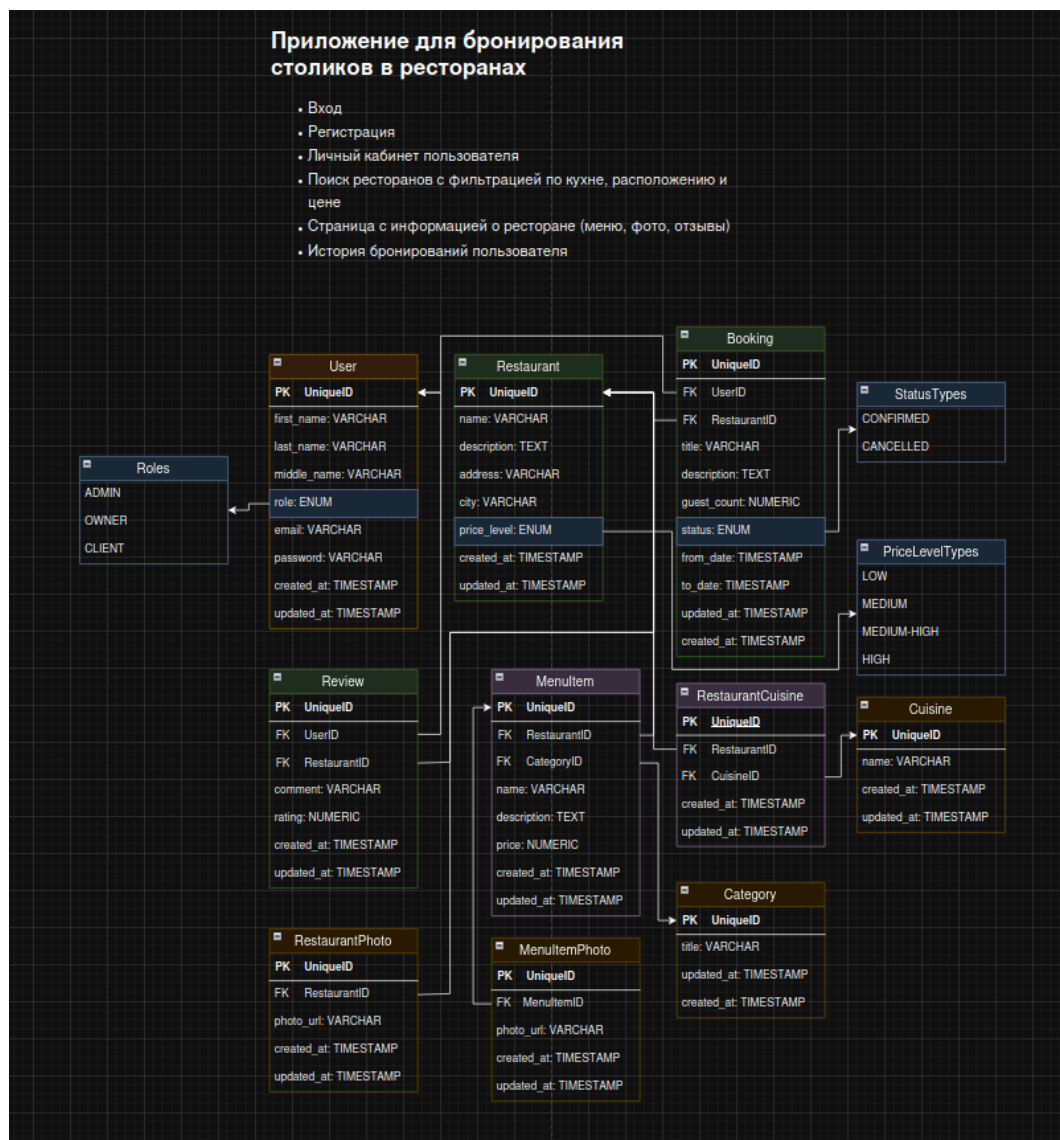 Приложение для бронирования
столиков в ресторанах
• Вход
• Регистрация
• Личный кабинет пользователя
• Поиск ресторанов с фильтрацией по кухне, расположению и
цене
• Страница с информацией о ресторане (меню, фото, отзывы)
• История бронирований пользователя
Roles
ADMIN
OWNER
CLIENT
User
PK UniqueID
first_name: VARCHAR
last_name: VARCHAR
middle_name: VARCHAR
role: ENUM
email: VARCHAR
password: VARCHAR
created_at: TIMESTAMP
updated_at: TIMESTAMP
Restaurant
PK UniqueID
name: VARCHAR
description: TEXT
address: VARCHAR
city: VARCHAR
price_level: ENUM
created_at: TIMESTAMP
updated_at: TIMESTAMP
Booking
PK UniqueID
FK UserID
FK RestaurantID
title: VARCHAR
description: TEXT
guest_count: NUMERIC
status: ENUM
from_date: TIMESTAMP
to_date: TIMESTAMP
updated_at: TIMESTAMP
created_at: TIMESTAMP
StatusTypes
CONFIRMED
CANCELLED
PriceLevelTypes
LOW
MEDIUM
MEDIUM-HIGH
HIGH
Review
PK UniqueID
FK UserID
FK RestaurantID
comment: VARCHAR
rating: NUMERIC
created_at: TIMESTAMP
updated_at: TIMESTAMP
MenuItem
PK UniqueID
FK RestaurantID
FK CategoryID
name: VARCHAR
description: TEXT
price: NUMERIC
created_at: TIMESTAMP
updated_at: TIMESTAMP
RestaurantCuisine
PK UniqueID
FK RestaurantID
FK CuisineID
created_at: TIMESTAMP
updated_at: TIMESTAMP
Cuisine
PK UniqueID
name: VARCHAR
created_at: TIMESTAMP
updated_at: TIMESTAMP
Category
PK UniqueID
title: VARCHAR
updated_at: TIMESTAMP
created_at: TIMESTAMP
RestaurantPhoto
PK UniqueID
FK RestaurantID
photo_url: VARCHAR
created_at: TIMESTAMP
updated_at: TIMESTAMP
MenuItemPhoto
PK UniqueID
FK MenuItemID
photo_url: VARCHAR
created_at: TIMESTAMP
updated_at: TIMESTAMP